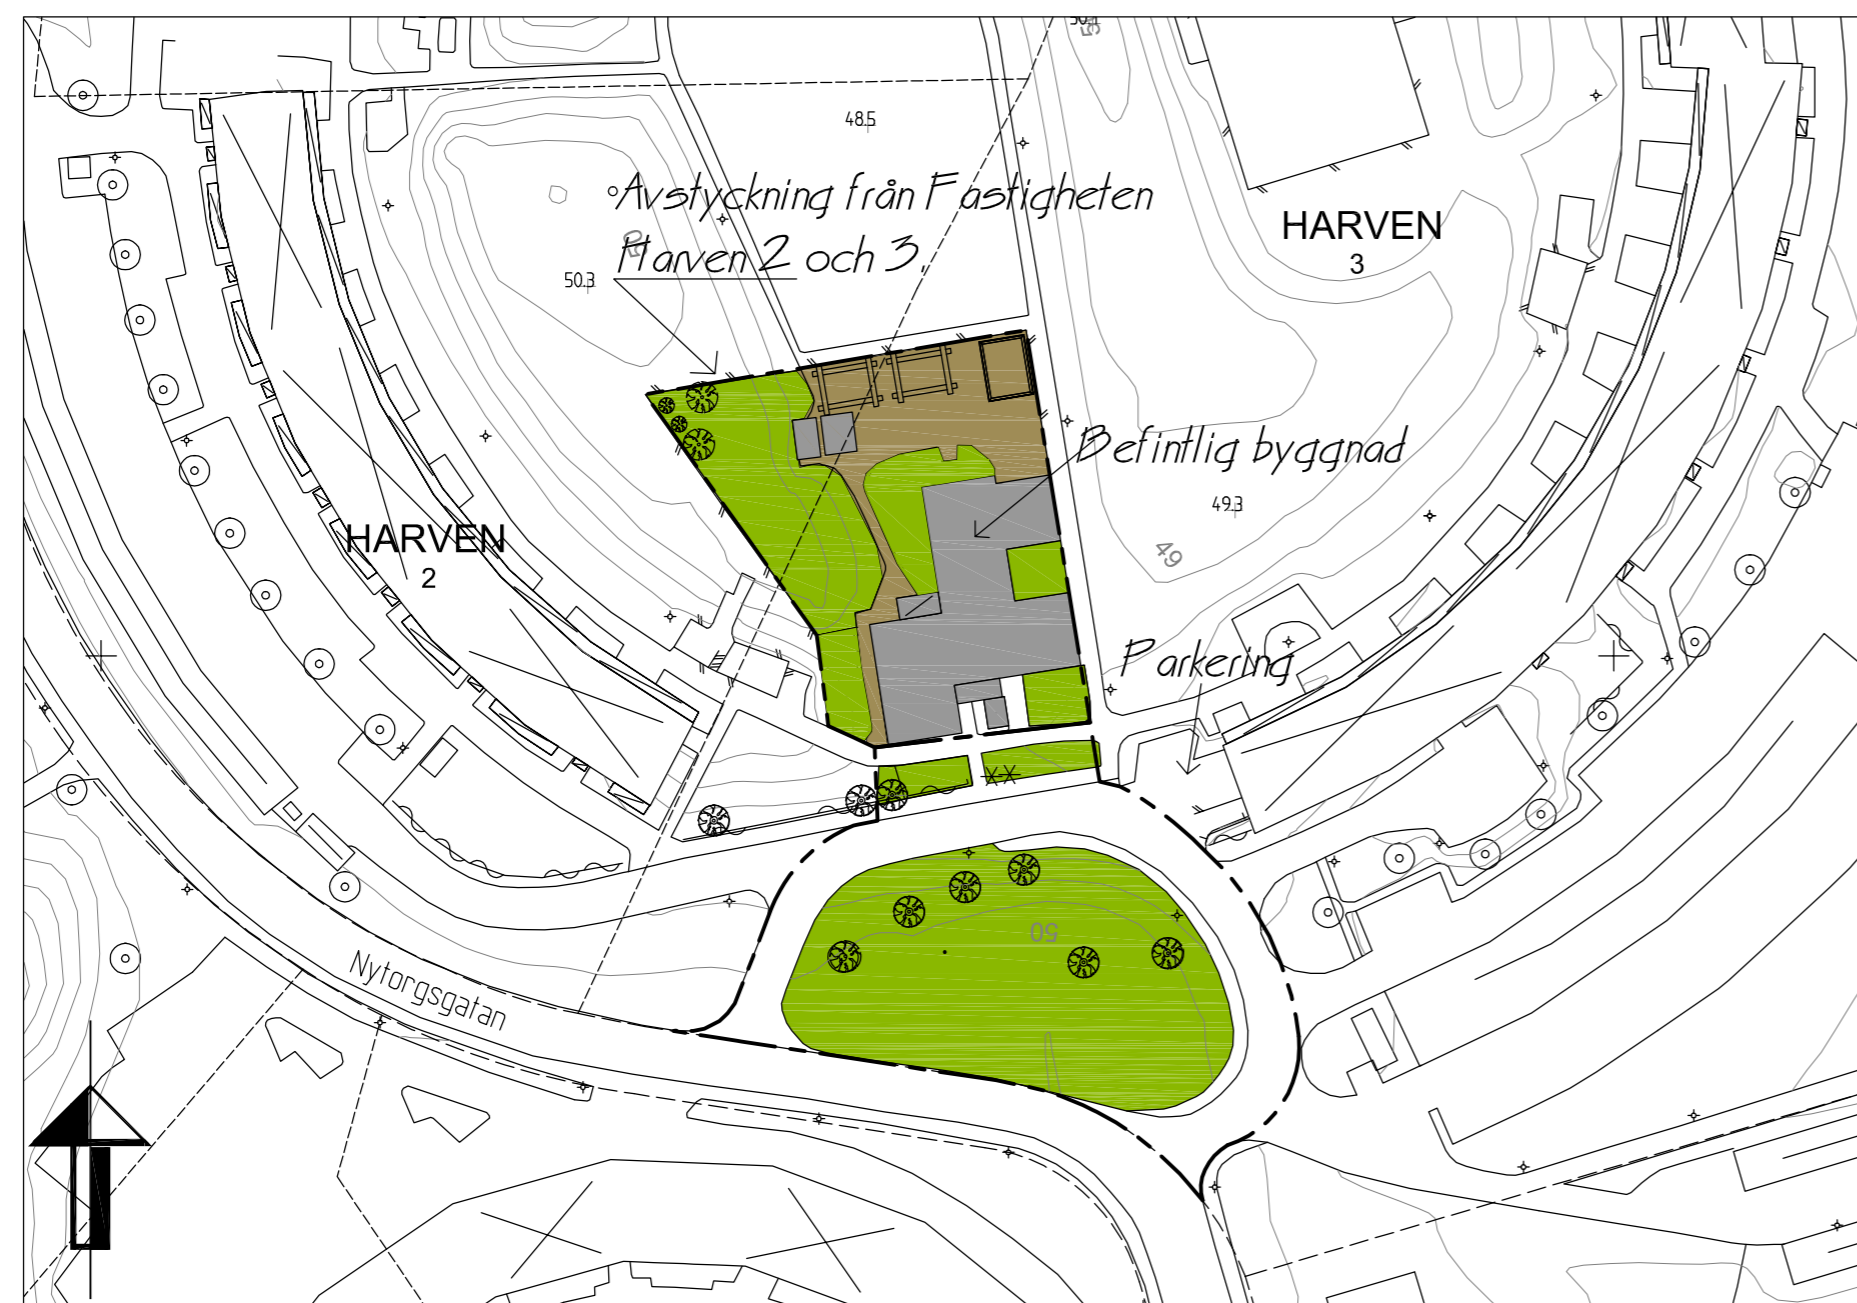 48.5
Avstyckning från Fastigheten
Harven 2 och 3.
HARVEN
3
50
50.3
Befintlig byggnad
49.3
49
HARVEN
2
Parkering
50
Nytorgsgatan